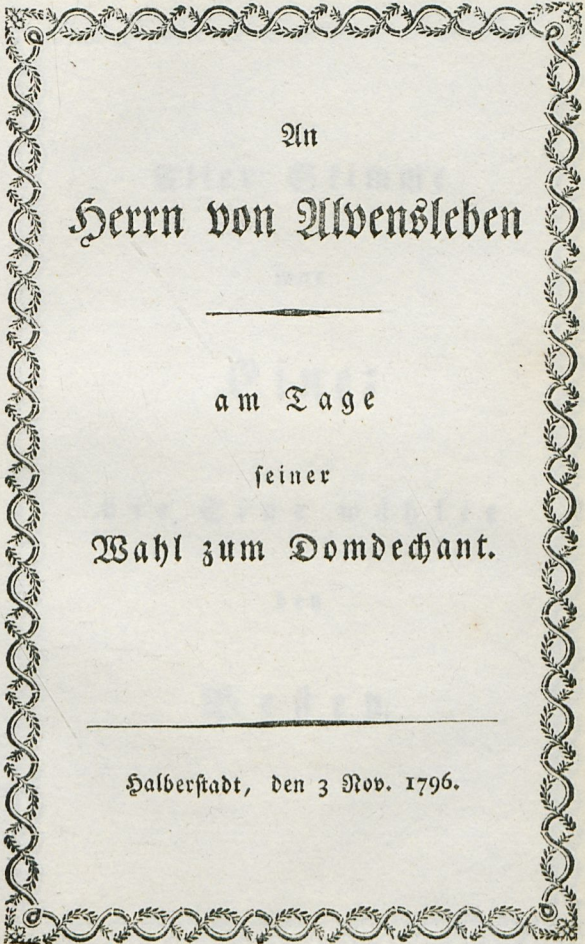 An
Herrn von Alvensleben
am Tage
seiner
Wahl zum Domdechant.
Halberstadt, den 3 Nov. 1796.